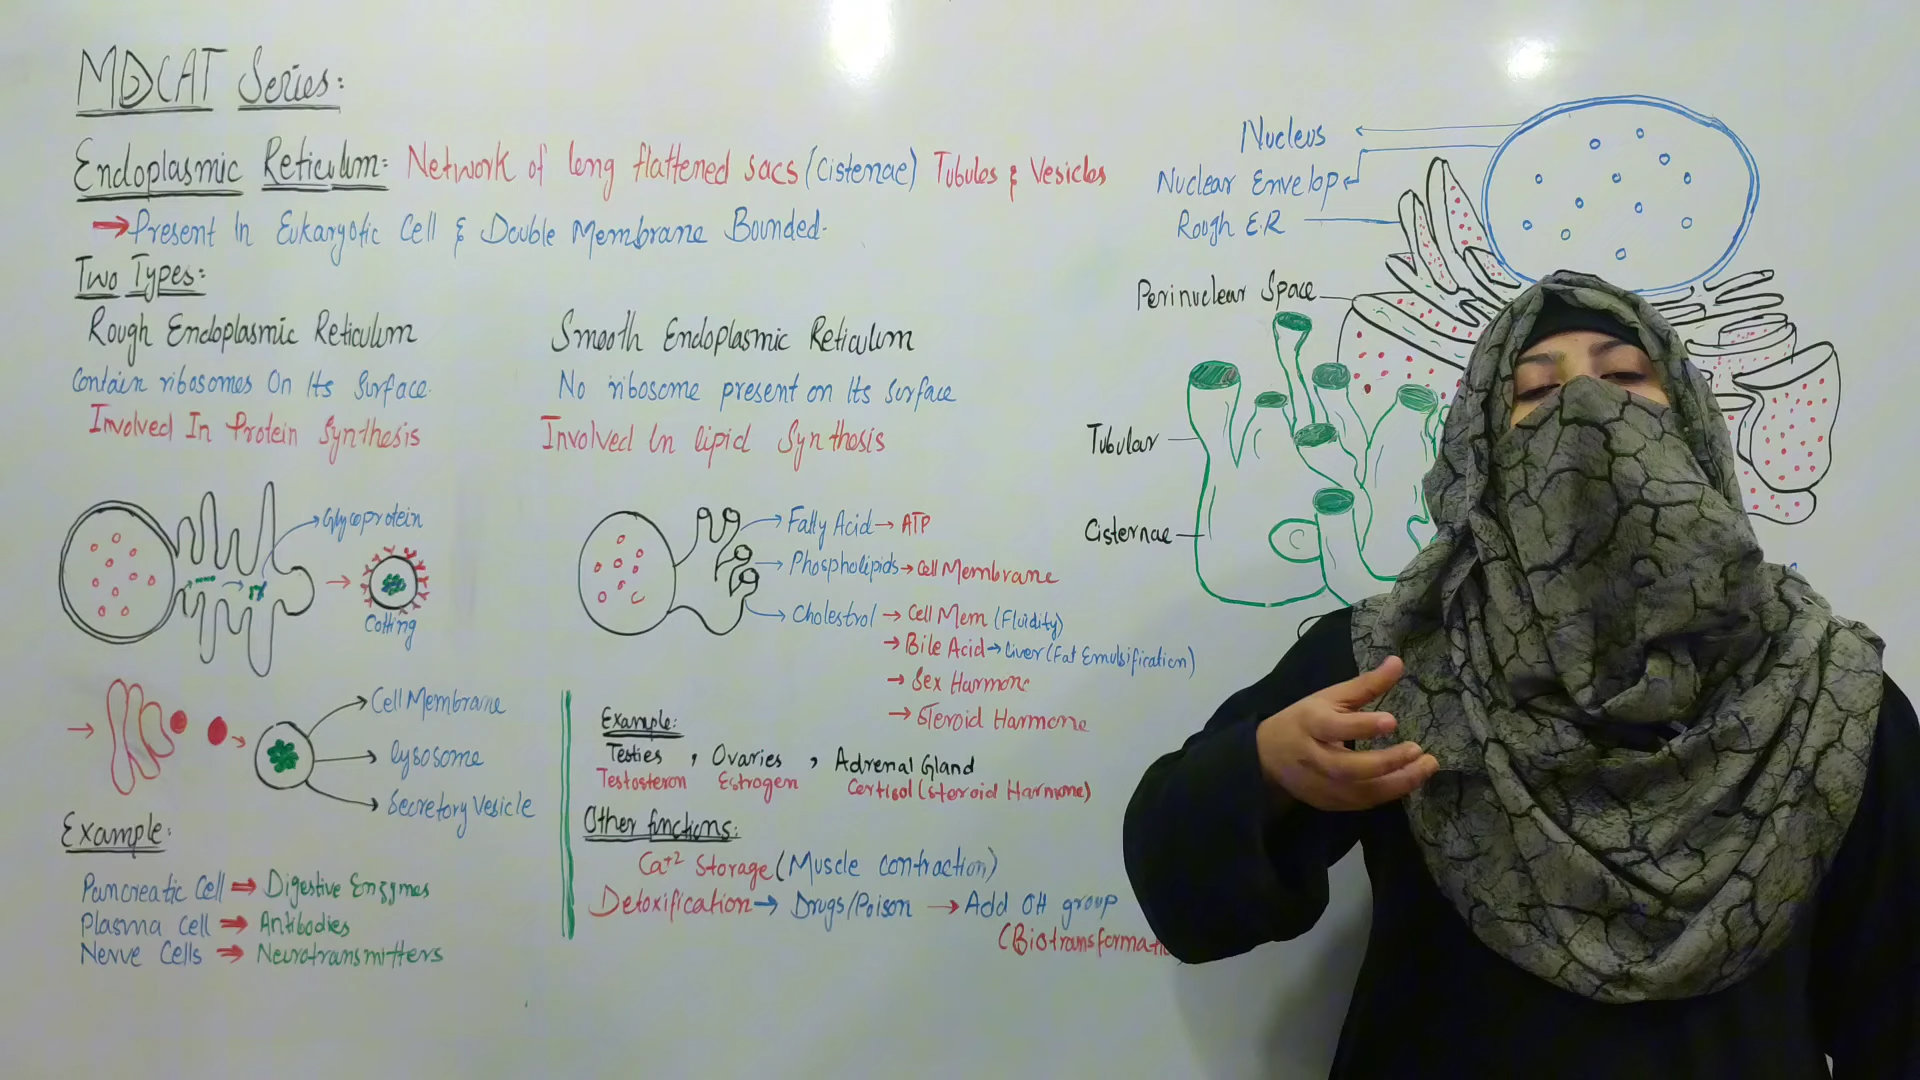 MDCAT Series:
Endoplasmic Reticulum: Network of long flattened sacs (Cisternae) Tubules & Vesicles
→ Present In Eukaryotic Cell & Double Membrane Bounded.
Two Types:
Rough Endoplasmic Reticulum
Contain ribosomes On Its Surface.
Involved In Protein Synthesis
Smooth Endoplasmic Reticulum
No ribosome present on Its surface
Involved In lipid Synthesis
Glycoprotein
Cotting
Cell Membrane
lysosome
Secretory Vesicle
Example:
Pancreatic Cell → Digestive Enzymes
Plasma Cell → Antibodies
Nerve Cells → Neurotransmitters
Fatty Acid → ATP
Phospholipids → Cell Membrane
Cholestrol → Cell Mem (Fluidity)
→ Bile Acid → Liver (Fat Emulsification)
→ Sex Harmone
→ Steroid Harmone
Example:
Testies , Ovaries , Adrenal Gland
Testosteron Estrogen Cortisol (Steroid Harmone)
Other functions:
Ca+2 Storage (Muscle contraction)
Detoxification → Drugs/Poison → Add OH group
Nucleus
Nuclear Envelop
Rough E.R
Perinuclear Space
Tubular
Cisternae